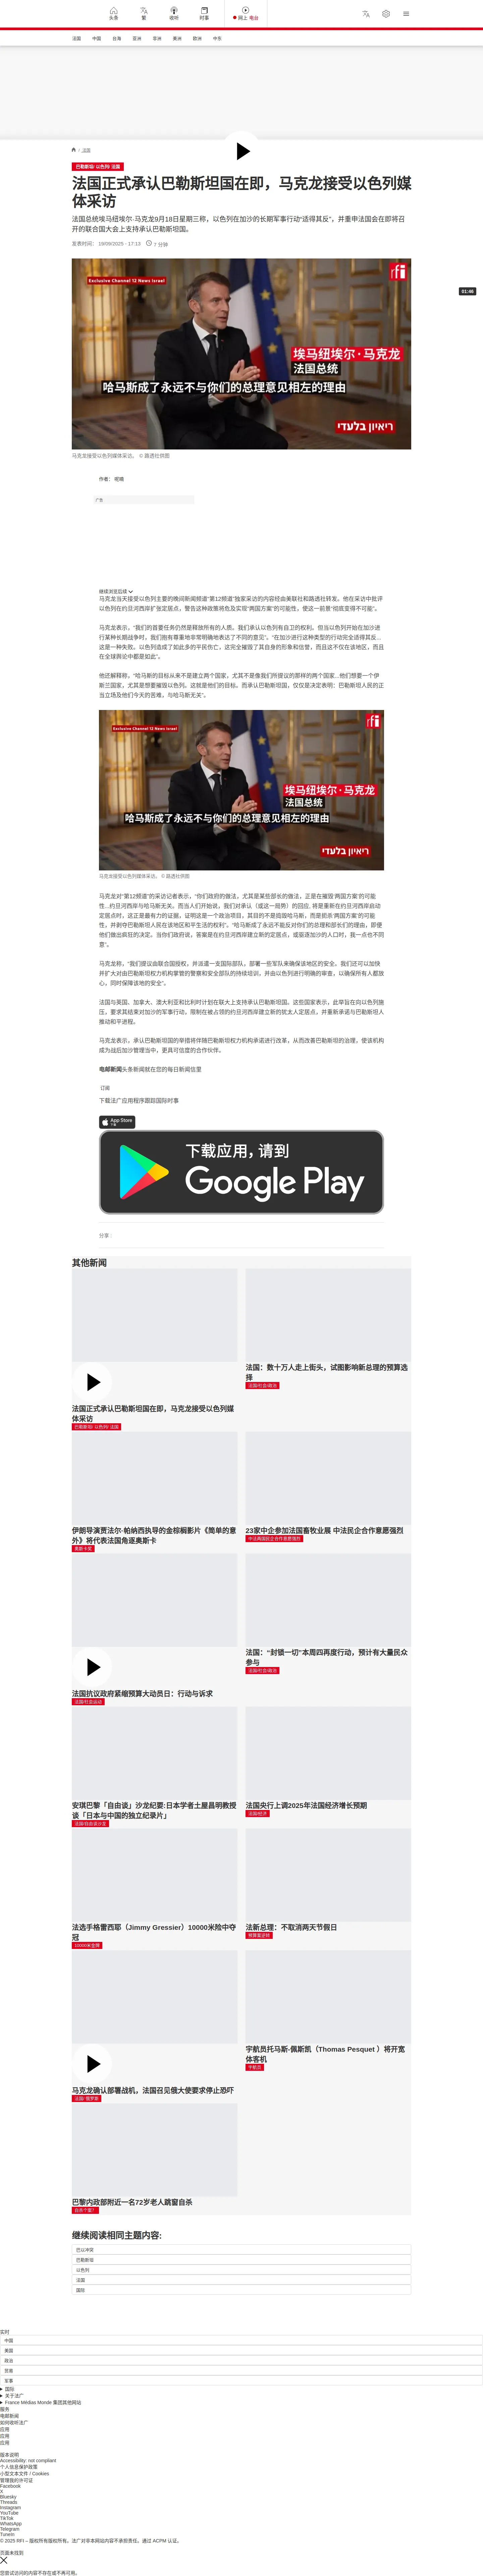 头条
繁
收听
时事
网上 电台
法国
中国
台海
亚洲
非洲
美洲
欧洲
中东
/ 法国
巴勒斯坦/ 以色列/ 法国
法国正式承认巴勒斯坦国在即，马克龙接受以色列媒
体采访
法国总统埃马纽埃尔·马克龙9月18日星期三称，以色列在加沙的长期军事行动“适得其反”，并重申法国会在即将召
开的联合国大会上支持承认巴勒斯坦国。
发表时间： 19/09/2025 - 17:13
7 分钟
01:46
rfi
Exclusive Channel 12 News Israel
埃马纽埃尔·马克龙
法国总统
哈马斯成了永远不与你们的总理意见相左的理由
ריאיון בלעדי
马克龙接受以色列媒体采访。 © 路透社供图
作者：
广告
继续浏览后续
马克龙当天接受以色列主要的晚间新闻频道“第12频道”独家采访的内容经由美联社和路透社转发，他在采访中批评
以色列在约旦河西岸扩张定居点，警告这种政策将危及实现“两国方案”的可能性，使这一前景“彻底变得不可能”。
马克龙表示，“我们的首要任务仍然是释放所有的人质。我们承认以色列有自卫的权利。但当以色列开始在加沙进
行某种长期战争时，我们抱有尊重地非常明确地表达了不同的意见”。“在加沙进行这种类型的行动完全适得其反...
这是一种失败。以色列造成了如此多的平民伤亡，这完全摧毁了其自身的形象和信誉，而且这不仅在该地区，而且
在全球舆论中都是如此”。
他还解释称，“哈马斯的目标从来不是建立两个国家，尤其不是像我们所提议的那样的两个国家...他们想要一个伊
斯兰国家，尤其是想要摧毁以色列。这就是他们的目标。而承认巴勒斯坦国，仅仅是决定表明：巴勒斯坦人民的正
当立场及他们今天的苦难，与哈马斯无关”。
rfi
Exclusive Channel 12 News Israel
埃马纽埃尔·马克龙
法国总统
哈马斯成了永远不与你们的总理意见相左的理由
ריאיון בלעדי
马克龙接受以色列媒体采访。 © 路透社供图
马克龙对“第12频道”的采访记者表示，“你们政府的做法，尤其是某些部长的做法，正是在摧毁‘两国方案’的可能
性...约旦河西岸与哈马斯无关。而当人们开始说，我们对承认（或这一局势）的回应, 将是重新在约旦河西岸启动
定居点时，这正是最有力的证据，证明这是一个政治项目，其目的不是摧毁哈马斯，而是扼杀‘两国方案’的可能
性，并剥夺巴勒斯坦人民在该地区和平生活的权利”。“哈马斯成了永远不能反对你们的总理和部长们的理由，即便
他们做出疯狂的决定。当你们政府说，答案是在约旦河西岸建立新的定居点，或驱逐加沙的人口时，我一点也不同
意”。
马克龙称，“我们提议由联合国授权，并派遣一支国际部队，部署一些军队来确保该地区的安全。我们还可以加快
并扩大对由巴勒斯坦权力机构掌管的警察和安全部队的持续培训，并由以色列进行明确的审查，以确保所有人都放
心，同时保障该地的安全”。
法国与英国、加拿大、澳大利亚和比利时计划在联大上支持承认巴勒斯坦国。这些国家表示，此举旨在向以色列施
压，要求其结束对加沙的军事行动，限制在被占领的约旦河西岸建立新的犹太人定居点，并重新承诺与巴勒斯坦人
推动和平进程。
马克龙表示，承认巴勒斯坦国的举措将伴随巴勒斯坦权力机构承诺进行改革，从而改善巴勒斯坦的治理，使该机构
成为战后加沙管理当中，更具可信度的合作伙伴。
电邮新闻头条新闻就在您的每日新闻信里
订阅
下载法广应用程序跟踪国际时事
App Store
下载应用，请到
Google Play
分享 :
其他新闻
法国正式承认巴勒斯坦国在即，马克龙接受以色列媒
体采访
巴勒斯坦/ 以色列/ 法国
法国：数十万人走上街头，试图影响新总理的预算选
择
法国/社会/政治
伊朗导演贾法尔·帕纳西执导的金棕榈影片《简单的意
外》将代表法国角逐奥斯卡
奥斯卡奖
23家中企参加法国畜牧业展 中法民企合作意愿强烈
中法两国民企合作意愿强烈
法国抗议政府紧缩预算大动员日：行动与诉求
法国/社会运动
法国：“封锁一切”本周四再度行动，预计有大量民众
参与
法国/社会/政治
安琪巴黎「自由谈」沙龙纪要:日本学者土屋昌明教授
谈「日本与中国的独立纪录片」
法国/自由谈沙龙
法国央行上调2025年法国经济增长预期
法国/经济
法选手格雷西耶（Jimmy Gressier）10000米险中夺
冠
10000米金牌
法新总理：不取消两天节假日
预算案逆转
马克龙确认部署战机，法国召见俄大使要求停止恐吓
法国/ 俄罗斯
宇航员托马斯·佩斯凯（Thomas Pesquet ）将开宽
体客机
宇航员
巴黎内政部附近一名72岁老人跳窗自杀
自杀个案?
继续阅读相同主题内容:
巴以冲突
巴勒斯坦
以色列
法国
国际
实时
中国
美国
政治
贸易
军事
国际
关于法广
France Médias Monde 集团其他网站
服务
电邮新闻
如何收听法广
应用
应用
应用
版本说明
Accessibility: not compliant
个人信息保护政策
小型文本文件 / Cookies
管理我的许可证
Facebook
X
Bluesky
Threads
Instagram
YouTube
TikTok
WhatsApp
Telegram
TuneIn
© 2025 RFI – 版权所有版权所有。法广对非本网站内容不承担责任。通过 ACPM 认证。
页面未找到
您尝试访问的内容不存在或不再可用。